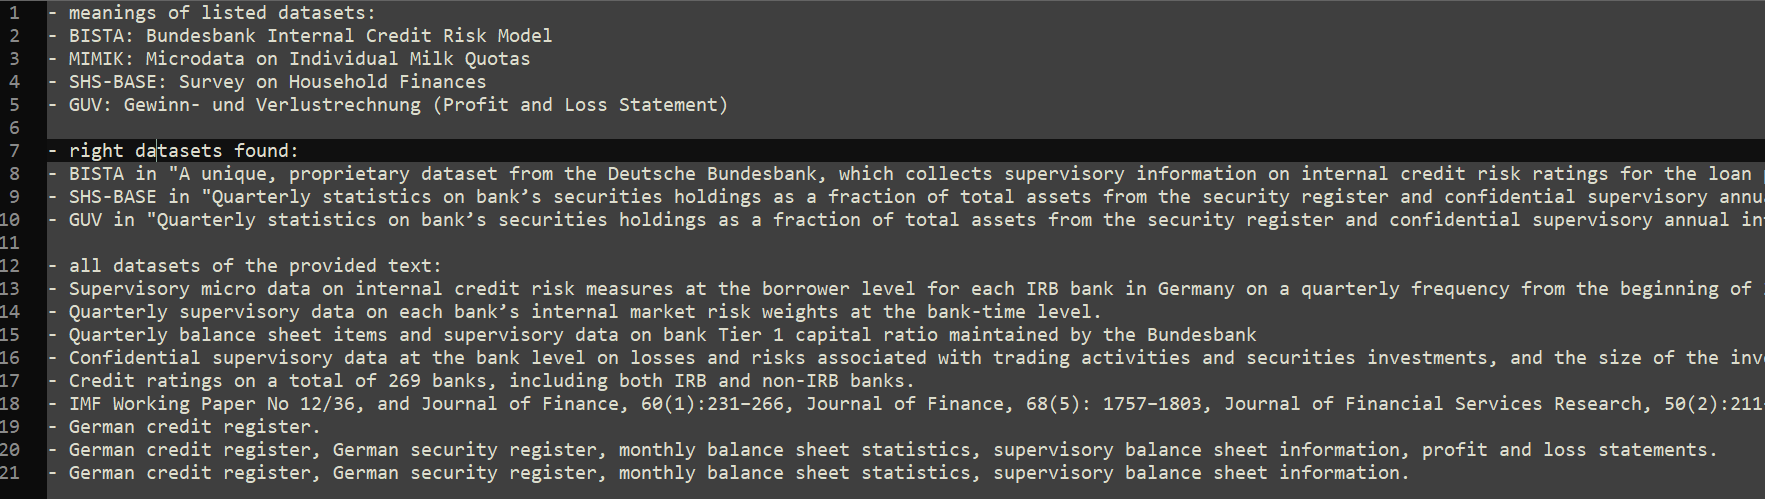 1 - meanings of listed datasets:
2 - BISTA: Bundesbank Internal Credit Risk Model
3 - MIMIK: Microdata on Individual Milk Quotas
4 - SHS-BASE: Survey on Household Finances
5 - GUV: Gewinn- und Verlustrechnung (Profit and Loss Statement)
6
7 - right datasets found:
8 - BISTA in "A unique, proprietary dataset from the Deutsche Bundesbank, which collects supervisory information on internal credit risk ratings for the loan
9 - SHS-BASE in "Quarterly statistics on bank’s securities holdings as a fraction of total assets from the security register and confidential supervisory annu
10 - GUV in "Quarterly statistics on bank’s securities holdings as a fraction of total assets from the security register and confidential supervisory annual in
11
12 - all datasets of the provided text:
13 - Supervisory micro data on internal credit risk measures at the borrower level for each IRB bank in Germany on a quarterly frequency from the beginning of
14 - Quarterly supervisory data on each bank’s internal market risk weights at the bank-time level.
15 - Quarterly balance sheet items and supervisory data on bank Tier 1 capital ratio maintained by the Bundesbank
16 - Confidential supervisory data at the bank level on losses and risks associated with trading activities and securities investments, and the size of the inv
17 - Credit ratings on a total of 269 banks, including both IRB and non-IRB banks.
18 - IMF Working Paper No 12/36, and Journal of Finance, 60(1):231–266, Journal of Finance, 68(5): 1757–1803, Journal of Financial Services Research, 50(2):211
19 - German credit register.
20 - German credit register, German security register, monthly balance sheet statistics, supervisory balance sheet information, profit and loss statements.
21 - German credit register, German security register, monthly balance sheet statistics, supervisory balance sheet information.